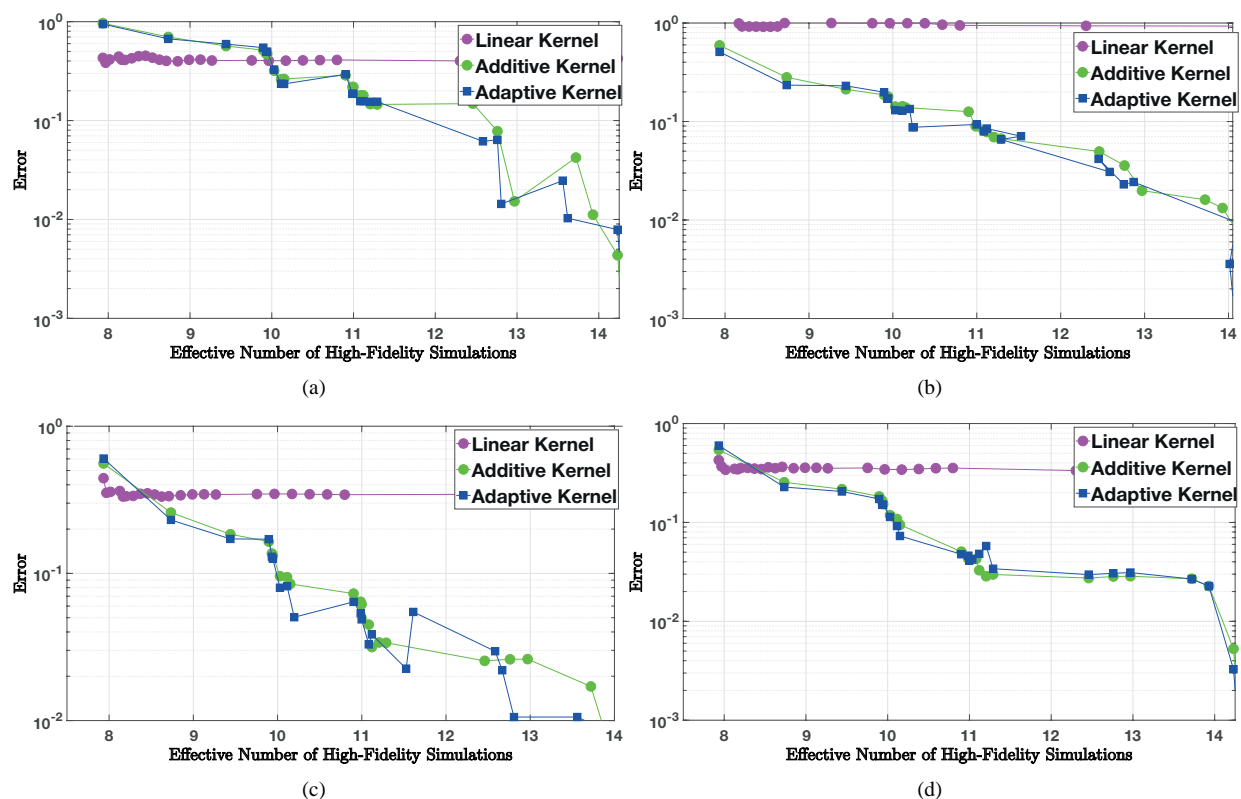 10^0
10^-1
10^-2
10^-3
Error
8 9 10 11 12 13 14
Effective Number of High-Fidelity Simulations
Linear Kernel
Additive Kernel
Adaptive Kernel
(a)
10^0
10^-1
10^-2
10^-3
Error
8 9 10 11 12 13 14
Effective Number of High-Fidelity Simulations
Linear Kernel
Additive Kernel
Adaptive Kernel
(b)
10^0
10^-1
10^-2
Error
8 9 10 11 12 13 14
Effective Number of High-Fidelity Simulations
Linear Kernel
Additive Kernel
Adaptive Kernel
(c)
10^0
10^-1
10^-2
10^-3
Error
8 9 10 11 12 13 14
Effective Number of High-Fidelity Simulations
Linear Kernel
Additive Kernel
Adaptive Kernel
(d)